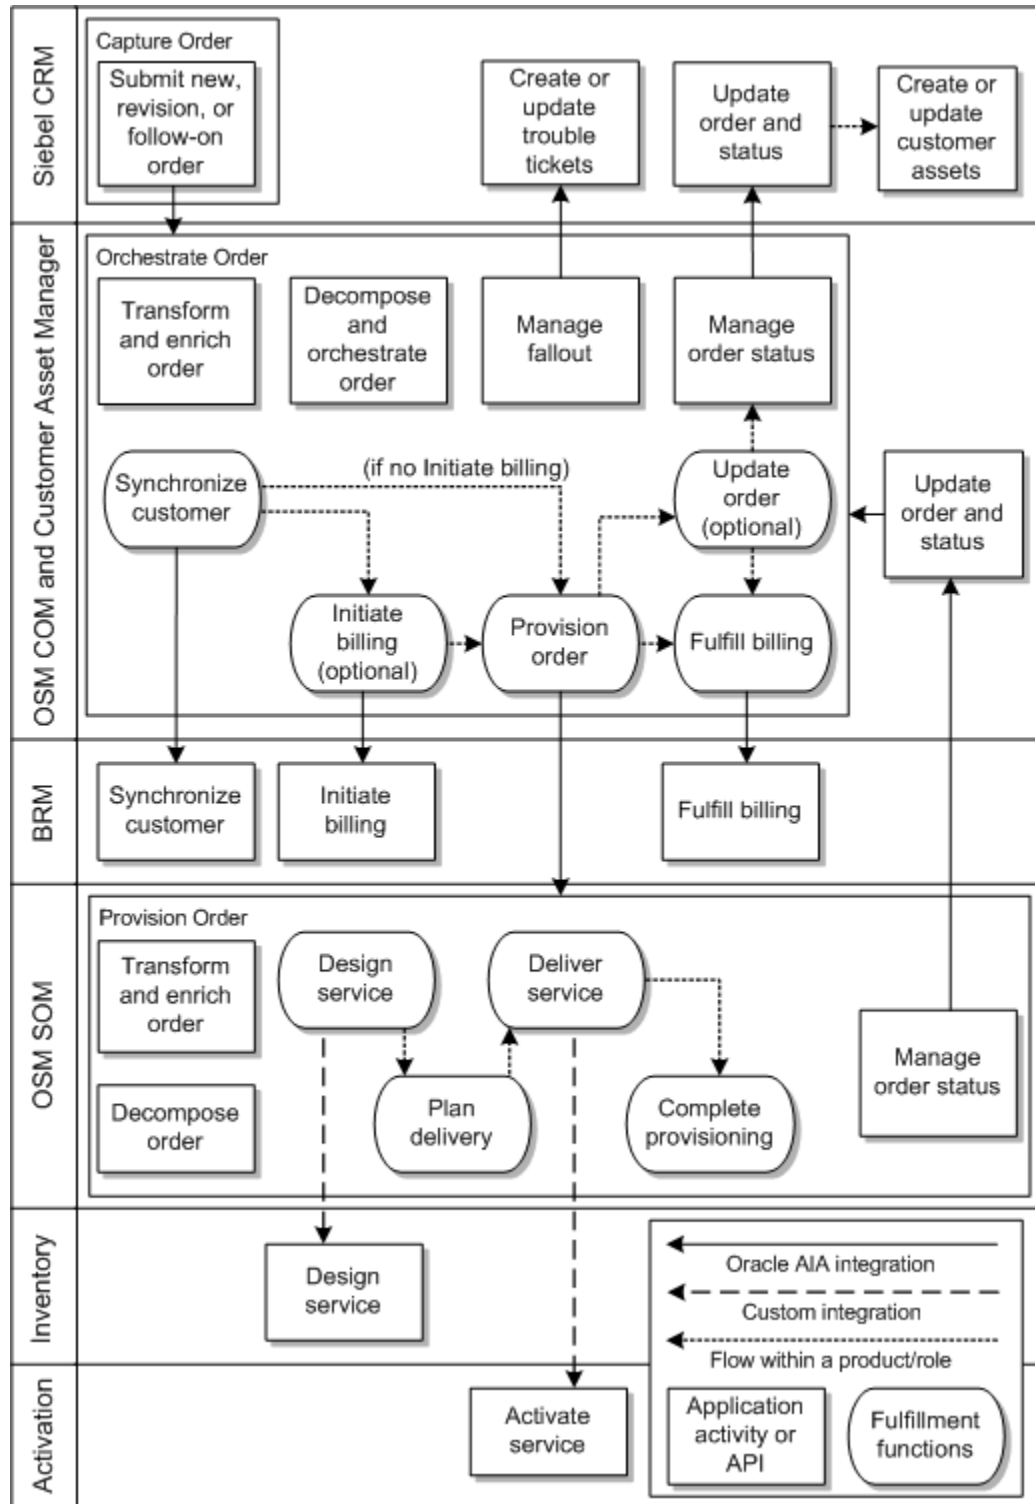 Siebel CRM
Capture Order
Submit new,
revision, or
follow-on
order
Create or
update
trouble
tickets
Update
order and
status
Create or
update
customer
assets
OSM COM and Customer Asset Manager
Orchestrate Order
Transform
and enrich
order
Decompose
and
orchestrate
order
Manage
fallout
Manage
order status
Synchronize
customer
(if no Initiate billing)
Update
order
(optional)
Update
order and
status
Initiate
billing
(optional)
Provision
order
Fulfill billing
BRM
Synchronize
customer
Initiate
billing
Fulfill billing
OSM SOM
Provision Order
Transform
and enrich
order
Design
service
Deliver
service
Manage
order status
Decompose
order
Plan
delivery
Complete
provisioning
Inventory
Design
service
Oracle AIA integration
Custom integration
Flow within a product/role
Application
activity or
API
Fulfillment
functions
Activation
Activate
service